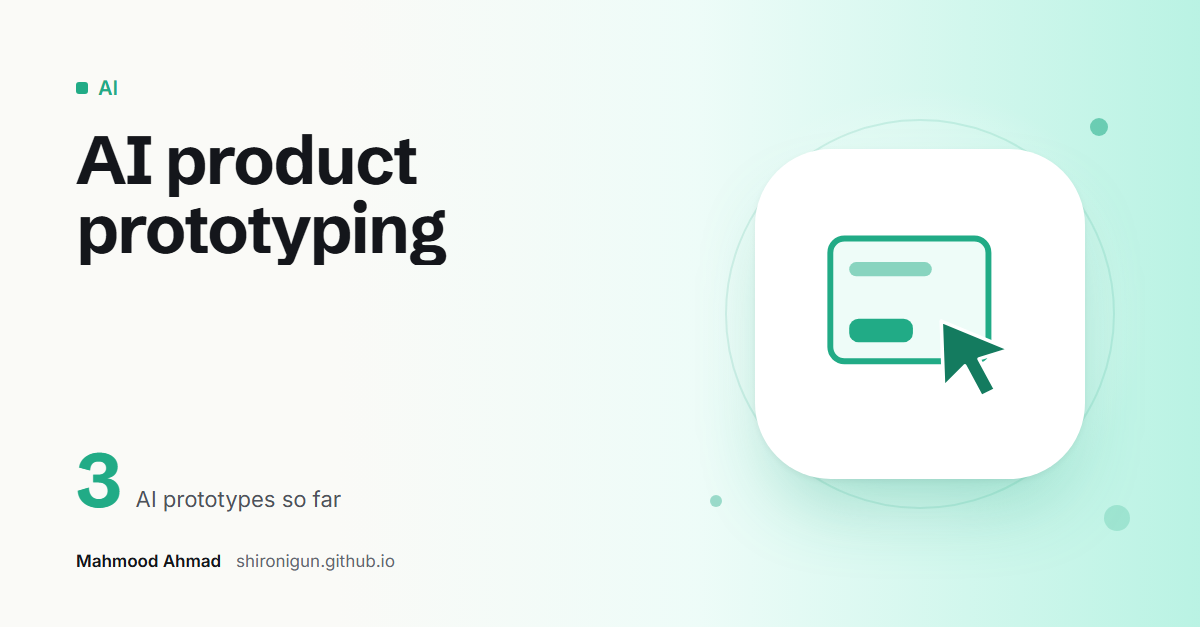 AI
AI product
prototyping
3 AI prototypes so far
Mahmood Ahmad shironigun.github.io